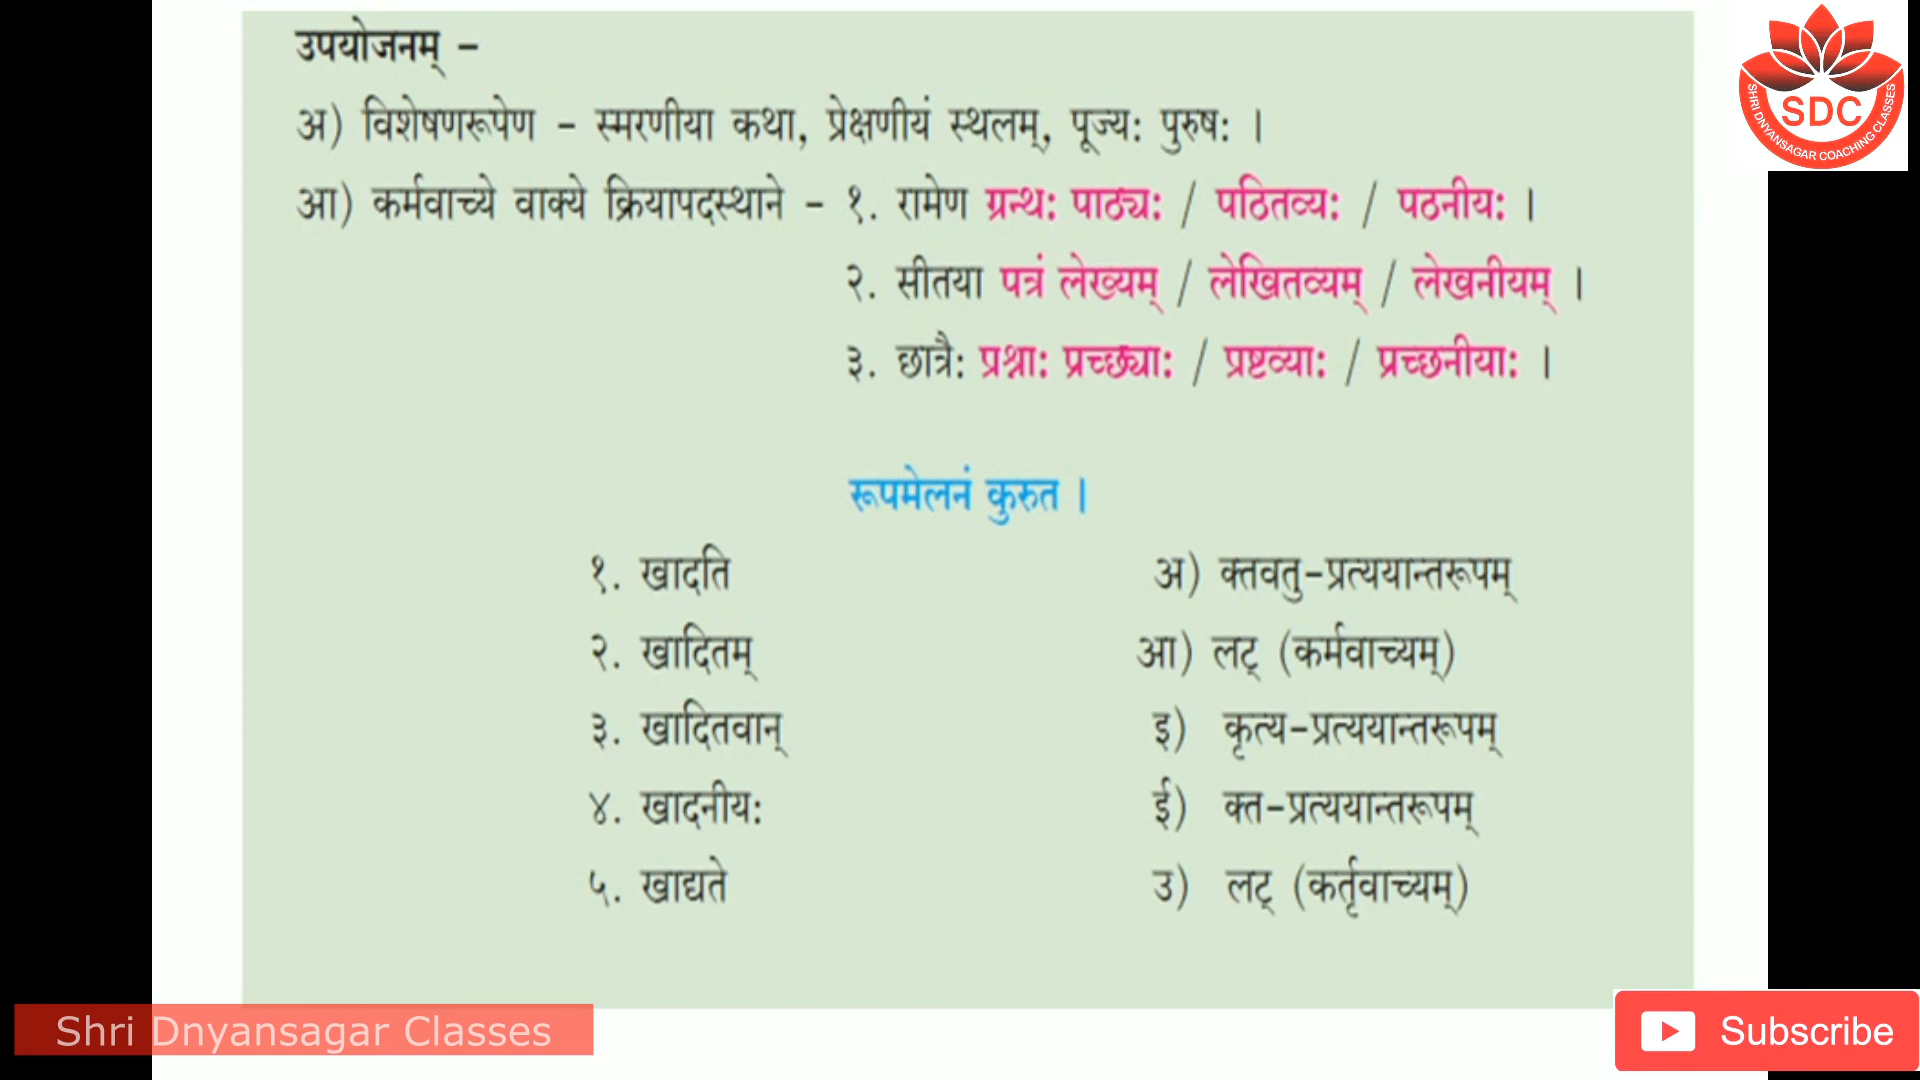 उपयोजनम् –
अ) विशेषणरूपेण – स्मरणीया कथा, प्रेक्षणीयं स्थलम्, पूज्यः पुरुषः ।
आ) कर्मवाच्ये वाक्ये क्रियापदस्थाने – १. रामेण ग्रन्थः पाठ्यः / पठितव्यः / पठनीयः ।
२. सीतया पत्रं लेख्यम् / लेखितव्यम् / लेखनीयम् ।
३. छात्रैः प्रश्नाः प्रच्छ्याः / प्रष्टव्याः / प्रच्छनीयाः ।
रूपमेलनं कुरुत ।
१. खादति अ) क्तवतु-प्रत्ययान्तरूपम्
२. खादितम् आ) लट् (कर्मवाच्यम्)
३. खादितवान् इ) कृत्य-प्रत्ययान्तरूपम्
४. खादनीयः ई) क्त-प्रत्ययान्तरूपम्
५. खाद्यते उ) लट् (कर्तृवाच्यम्)
SDC
SHRI DNYANSAGAR COACHING CLASSES
Shri Dnyansagar Classes
Subscribe